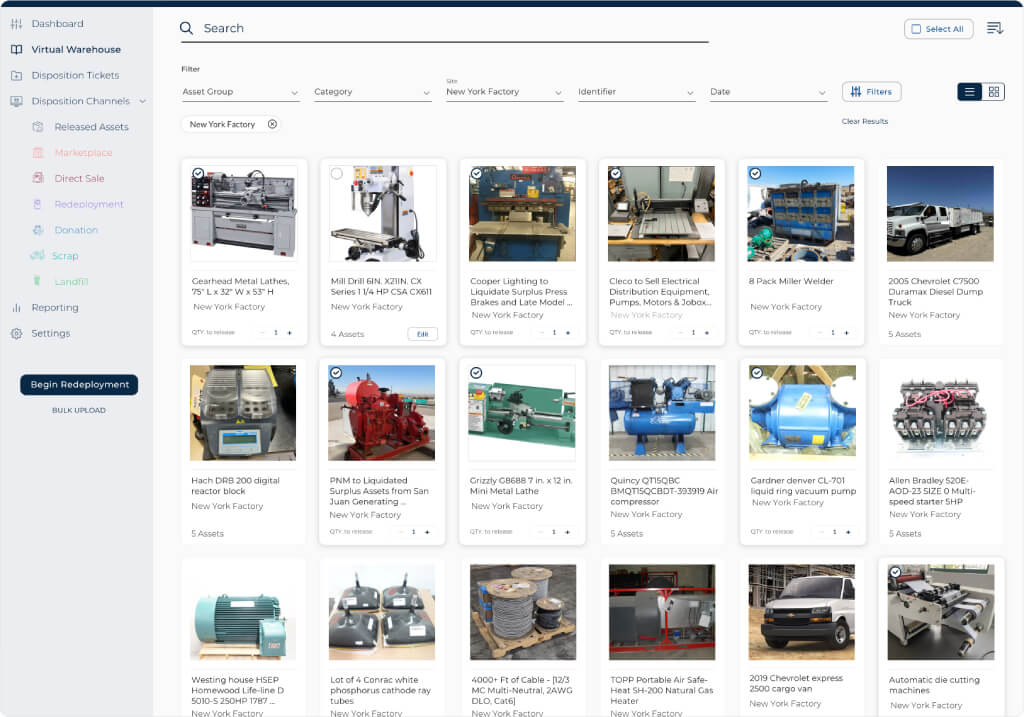 Dashboard
Virtual Warehouse
Disposition Tickets
Disposition Channels
Released Assets
Marketplace
Direct Sale
Redeployment
Donation
Scrap
Landfill
Reporting
Settings
Begin Redeployment
BULK UPLOAD
Search
Select All
Filter
Asset Group
Category
Site
New York Factory
Identifier
Date
Filters
New York Factory
Clear Results
Gearhead Metal Lathes,
75" L x 32" W x 53" H
New York Factory
QTY. to release
1
Mill Drill 6IN. X21IN. CX
Series 1 1/4 HP CSA CX611
New York Factory
4 Assets
Edit
Cooper Lighting to
Liquidate Surplus Press
Brakes and Late Model ...
New York Factory
QTY. to release
1
Cleco to Sell Electrical
Distribution Equipment,
Pumps, Motors & Jobox...
New York Factory
QTY. to release
1
8 Pack Miller Welder
New York Factory
QTY. to release
1
2005 Chevrolet C7500
Duramax Diesel Dump
Truck
New York Factory
5 Assets
Hach DRB 200 digital
reactor block
New York Factory
5 Assets
PNM to Liquidated
Surplus Assets from San
Juan Generating ...
New York Factory
QTY. to release
1
Grizzly G8688 7 in. x 12 in.
Mini Metal Lathe
New York Factory
QTY. to release
1
Quincy QT15QBC
BMQT15QCBDT-393919 Air
compressor
New York Factory
5 Assets
Gardner denver CL-701
liquid ring vacuum pump
New York Factory
QTY. to release
1
Allen Bradley 520E-
AOD-23 SIZE 0 Multi-
speed starter 5HP
New York Factory
5 Assets
Westing house HSEP
Homewood Life-line D
5010-S 250HP 1787 ...
New York Factory
Lot of 4 Conrac white
phosphorus cathode ray
tubes
New York Factory
4000+ Ft of Cable - [12/3
MC Multi-Neutral, 2AWG
DLO, Cat6]
New York Factory
TOPP Portable Air Safe-
Heat SH-200 Natural Gas
Heater
New York Factory
2019 Chevrolet express
2500 cargo van
New York Factory
Automatic die cutting
machines
New York Factory